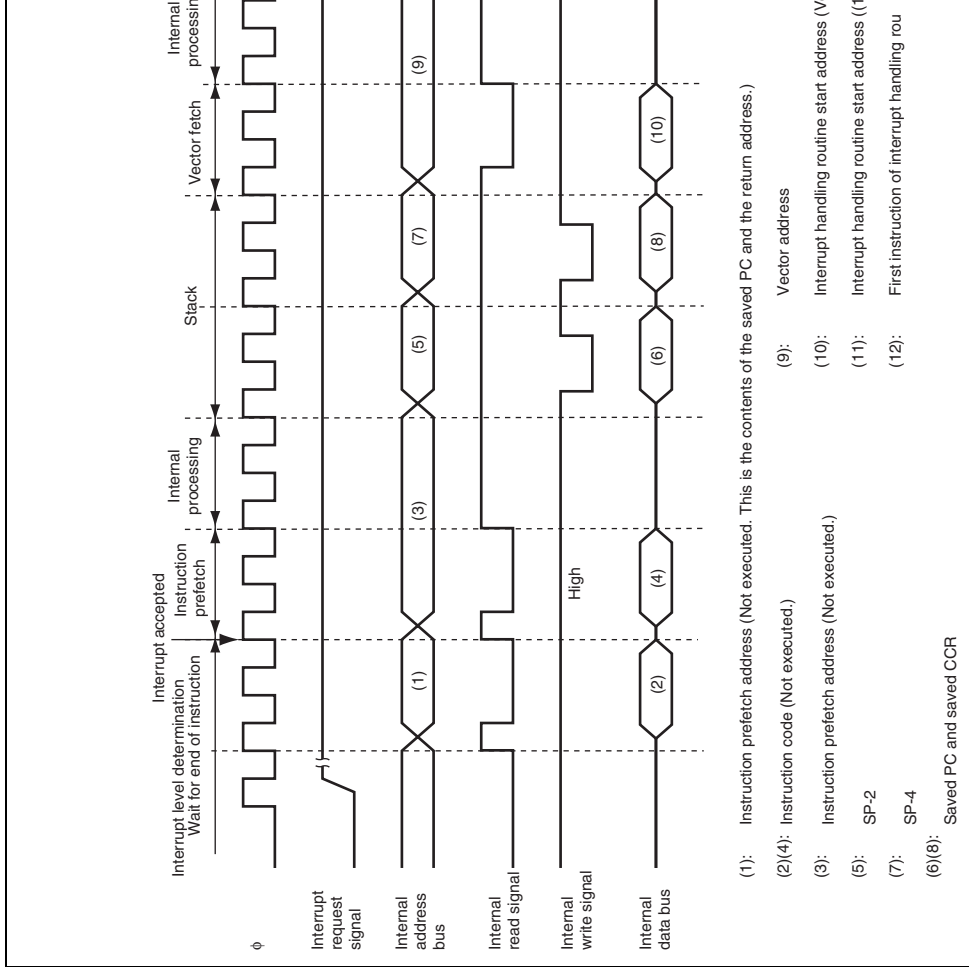 Interrupt accepted
Interrupt level determination
Wait for end of instruction
Instruction
prefetch
Internal
processing
Stack
Vector fetch
Internal
φ
Interrupt
request
signal
Internal
address
bus
(1)
(3)
(5)
(7)
(9)
Internal
read signal
Internal
write signal
High
Internal
data bus
(2)
(4)
(6)
(8)
(10)
(1): Instruction prefetch address (Not executed. This is the contents of the saved PC and the return address.)
(2)(4): Instruction code (Not executed.)
(3): Instruction prefetch address (Not executed.)
(5): SP-2
(7): SP-4
(6)(8): Saved PC and saved CCR
(9): Vector address
(10): Interrupt handling routine start address
(11): Interrupt handling routine start address
(12): First instruction of interrupt handling